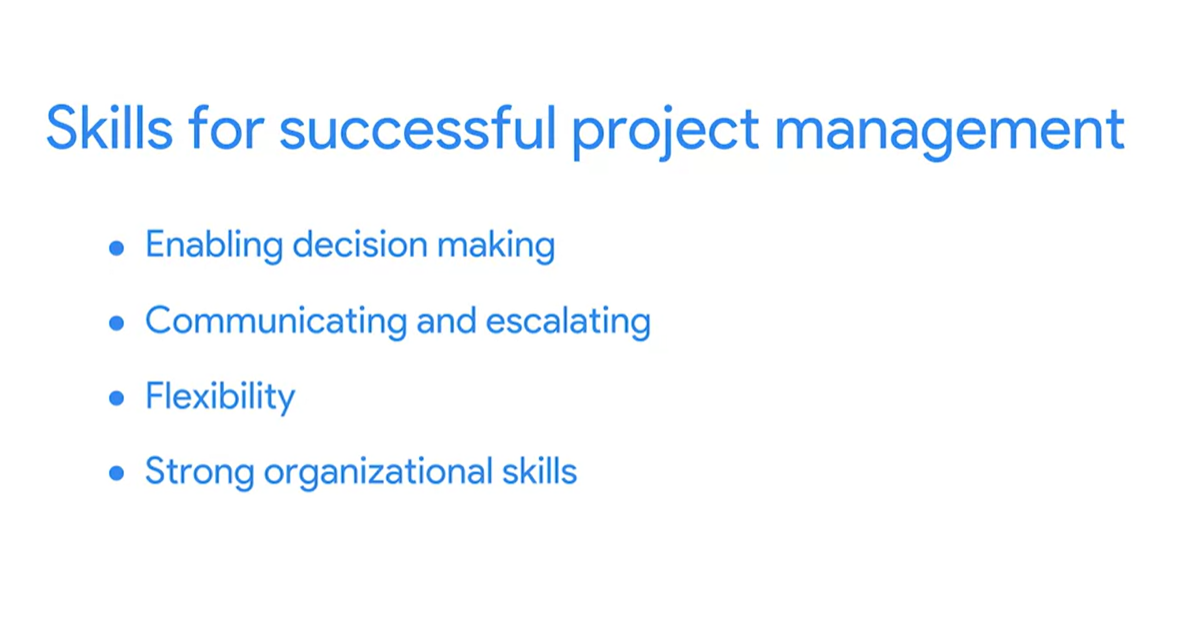 Skills for successful project management
• Enabling decision making
• Communicating and escalating
• Flexibility
• Strong organizational skills